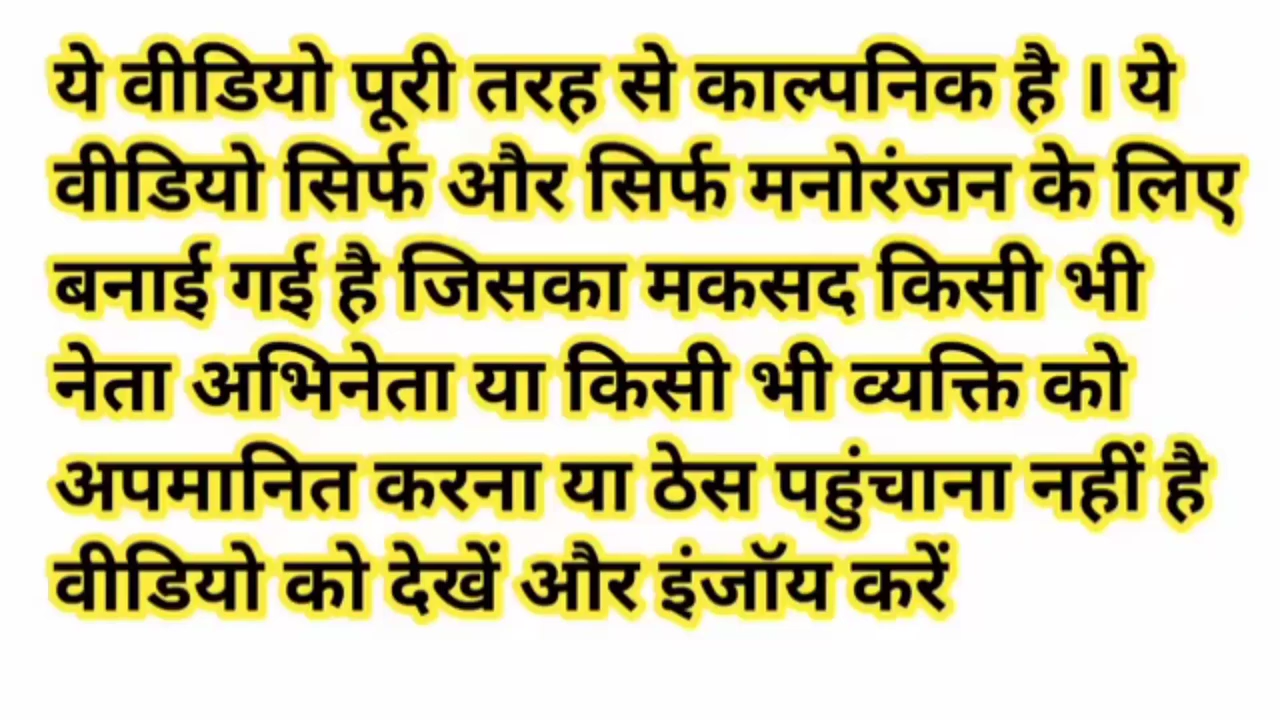 ये वीडियो पूरी तरह से काल्पनिक है । ये
वीडियो सिर्फ और सिर्फ मनोरंजन के लिए
बनाई गई है जिसका मकसद किसी भी
नेता अभिनेता या किसी भी व्यक्ति को
अपमानित करना या ठेस पहुंचाना नहीं है
वीडियो को देखें और इंजॉय करें